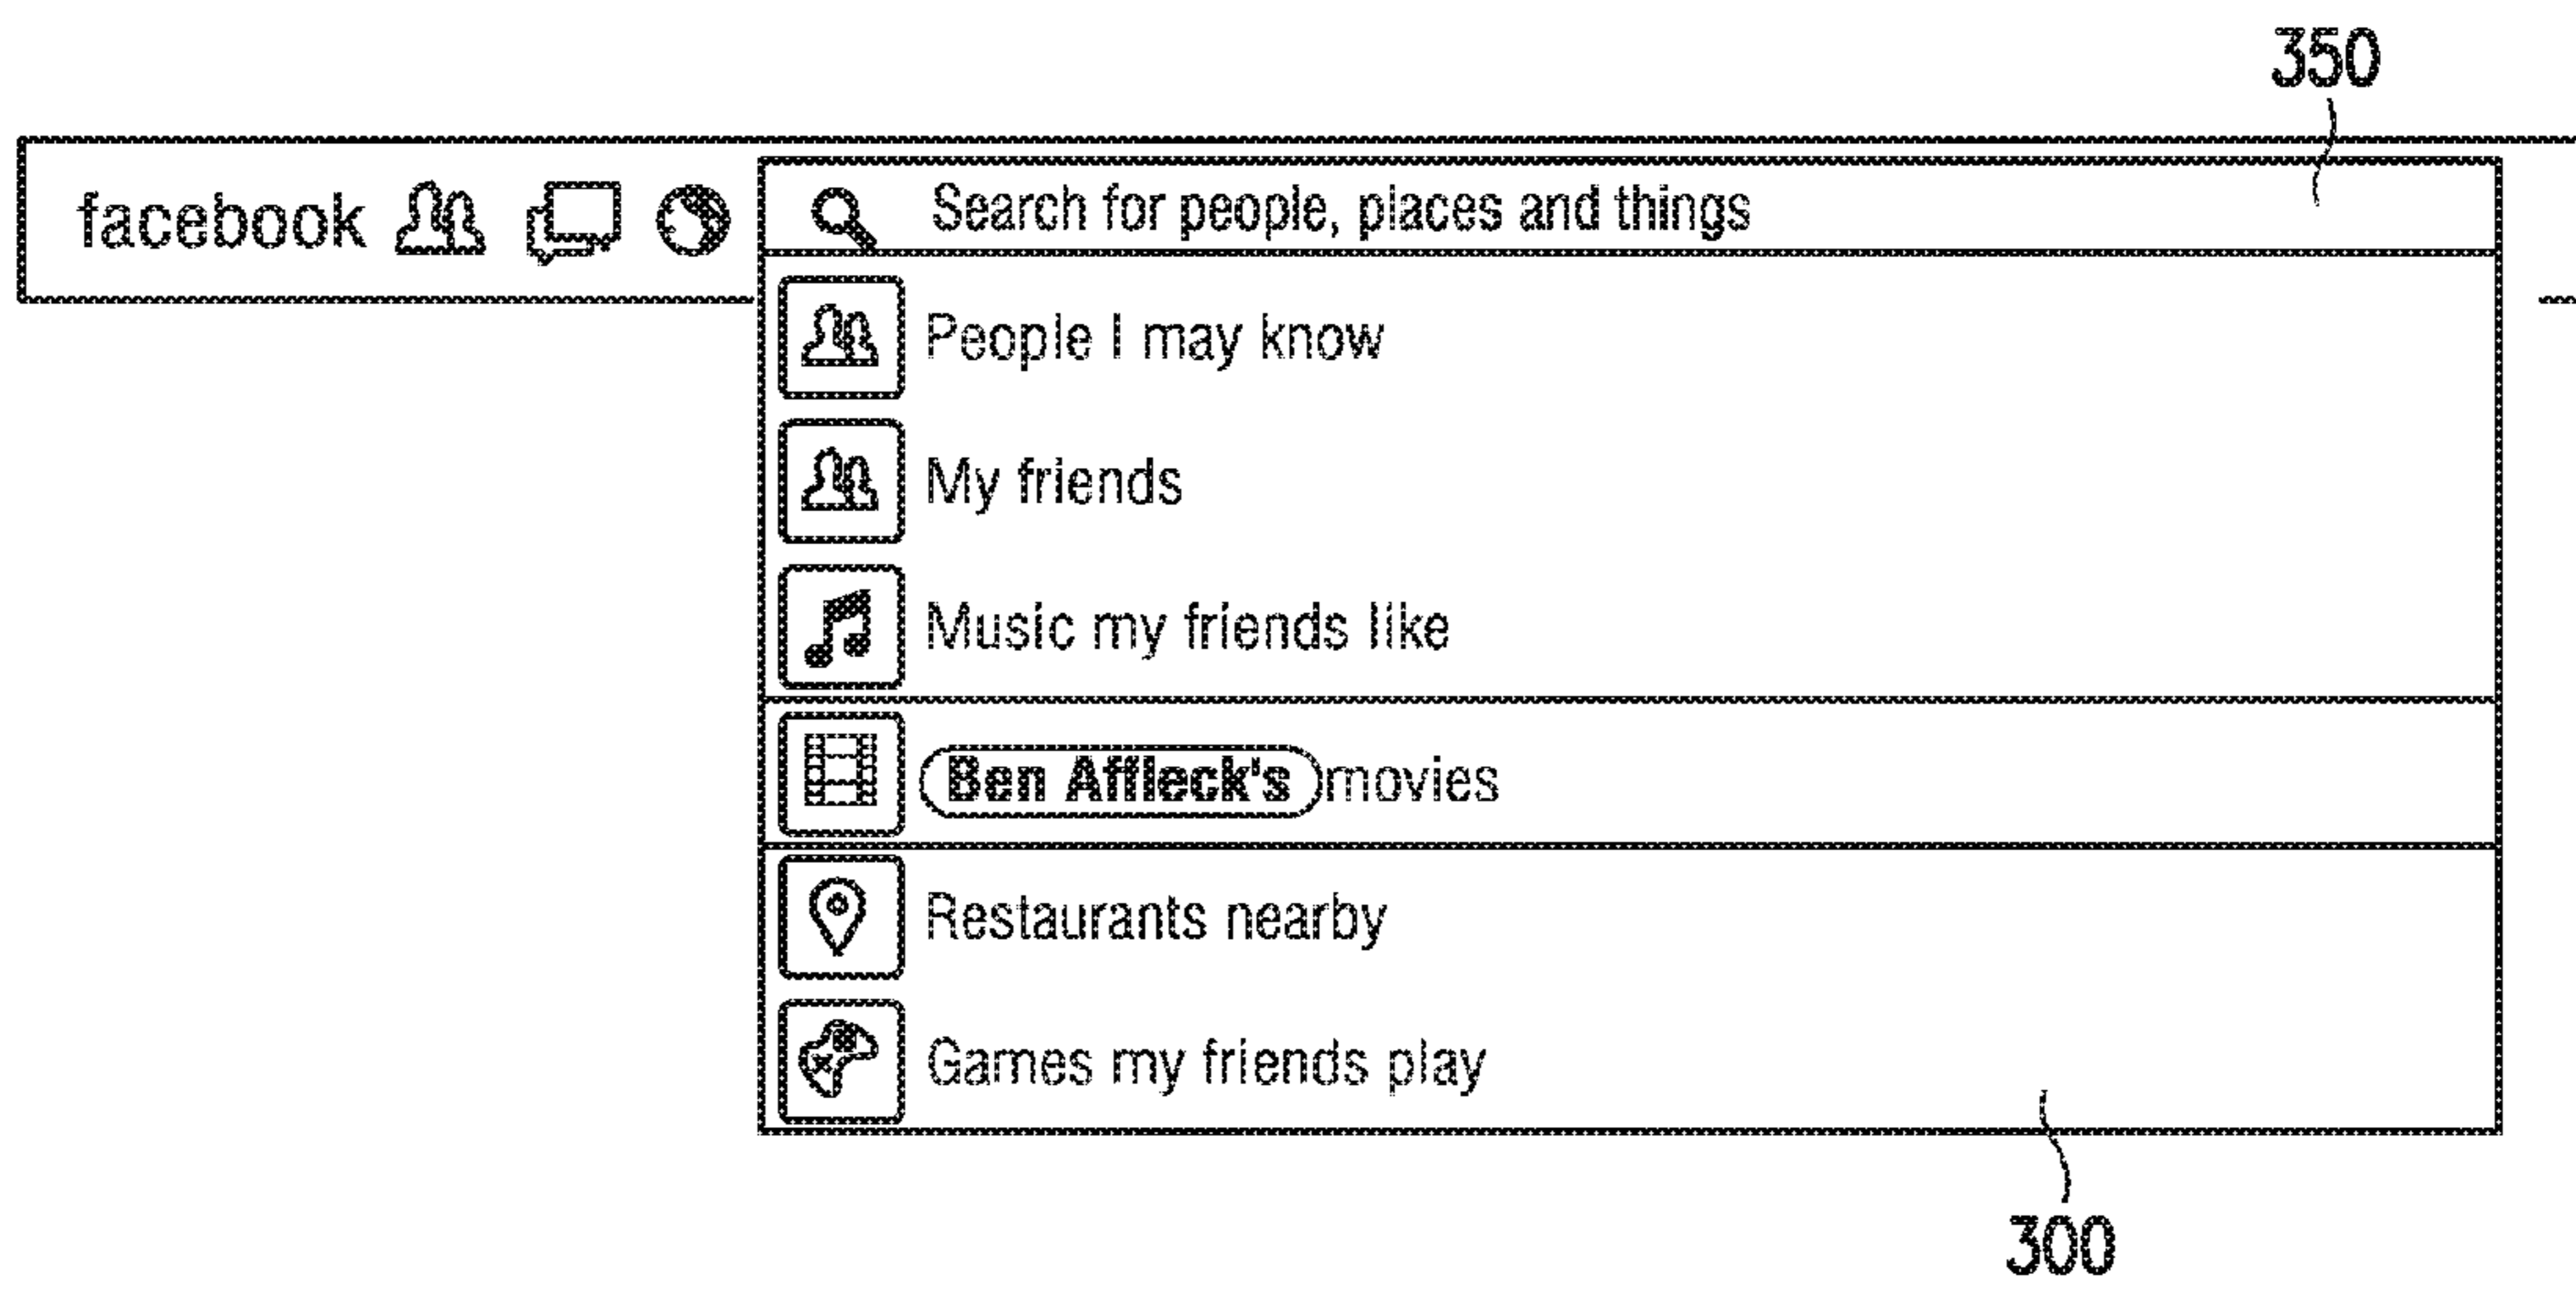 350
facebook Search for people, places and things
People I may know
My friends
Music my friends like
Ben Affleck's movies
Restaurants nearby
Games my friends play
300